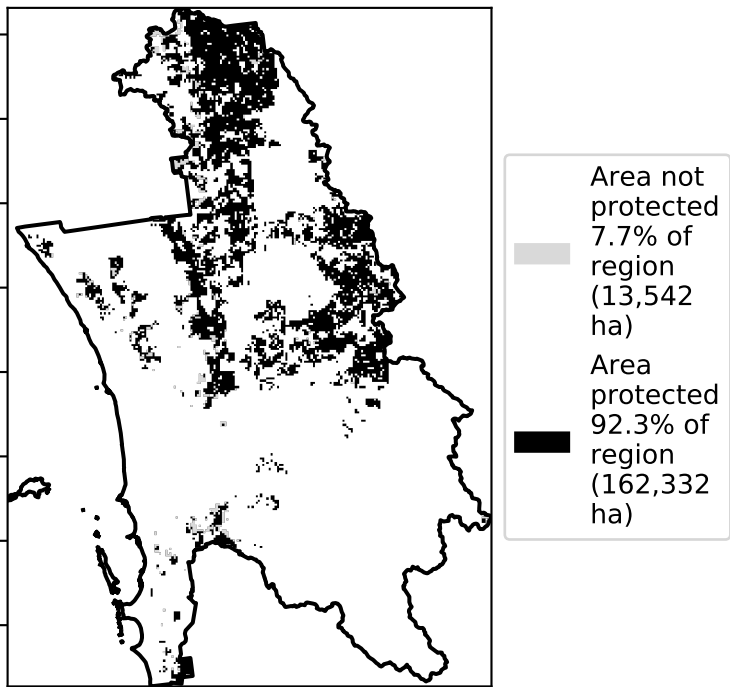 Area not
protected
7.7% of
region
(13,542
ha)
Area
protected
92.3% of
region
(162,332
ha)